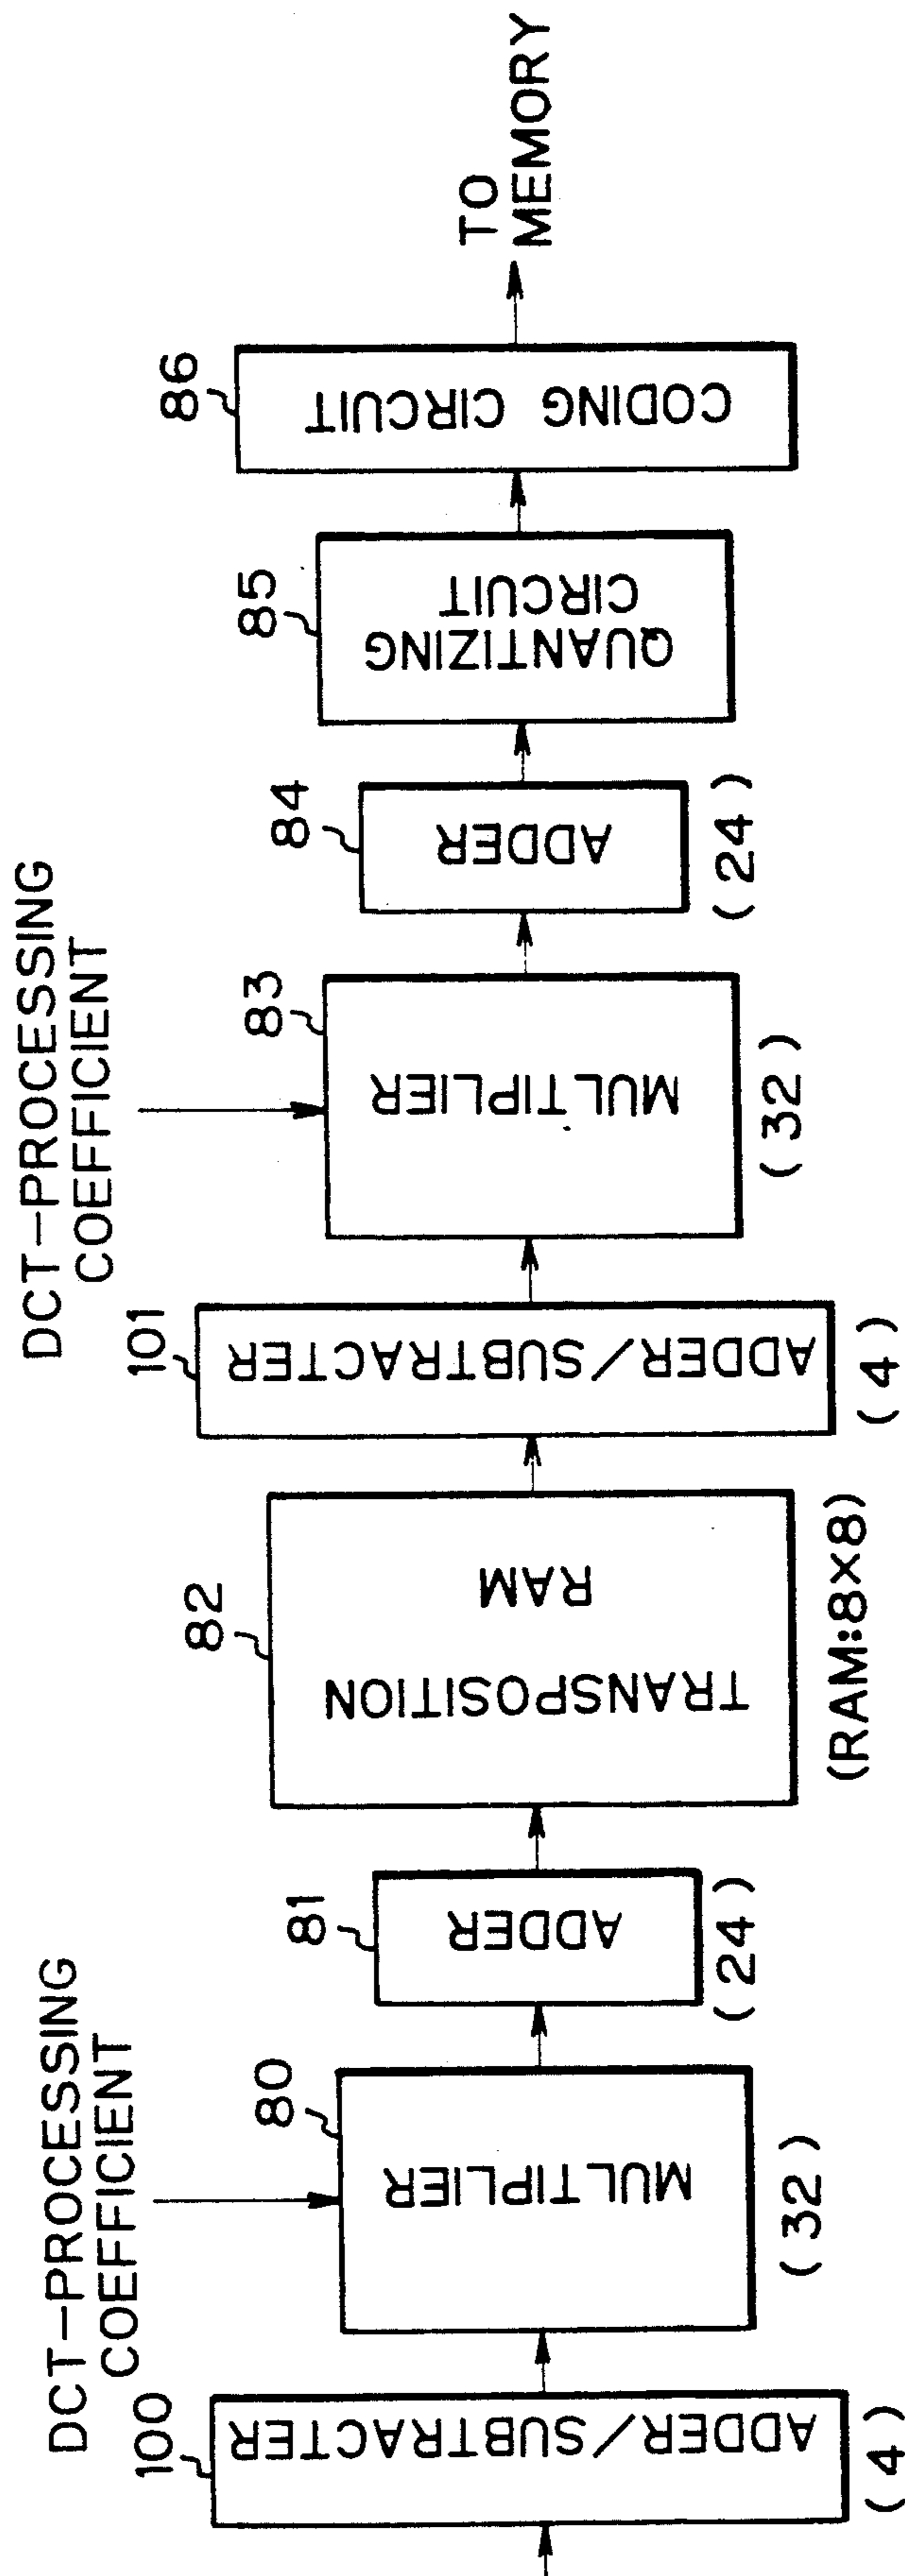 100
ADDER/SUBTRACTER
(4)
DCT-PROCESSING
COEFFICIENT
80
MULTIPLIER
(32)
81
ADDER
(24)
82
TRANSPOSITION
RAM
(RAM:8×8)
101
ADDER/SUBTRACTER
(4)
DCT-PROCESSING
COEFFICIENT
83
MULTIPLIER
(32)
84
ADDER
(24)
85
QUANTIZING
CIRCUIT
86
CODING CIRCUIT
TO
MEMORY